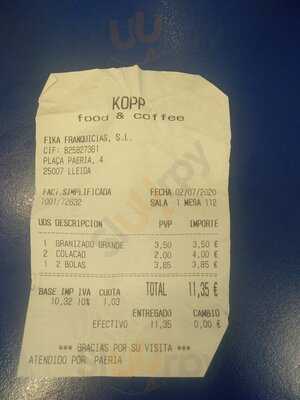 KOPP
food & coffee
FIKA FRANQUICIAS, S.L.
CIF: B25827361
PLAÇA PAERIA, 4
25007 LLEIDA
FACT.SIMPLIFICADA FECHA 02/07/2020
1001/72632 SALA 1 MESA 112
UDS DESCRIPCION PVP IMPORTE
1 GRANIZADO GRANDE 3,50 3,50 €
2 COLACAO 2,00 4,00 €
1 2 BOLAS 3,85 3,85 €
BASE IMP IVA CUOTA TOTAL 11,35 €
10,32 10% 1,03
ENTREGADO CAMBIO
EFECTIVO 11,35 0,00 €
*** GRACIAS POR SU VISITA ***
ATENDIDO POR: PAERIA